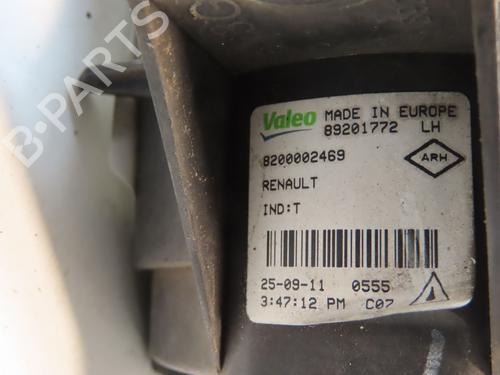 B-PARTS
Valeo MADE IN EUROPE
89201772 LH
8200002469
ARH
RENAULT
IND:T
25-09-11 0555
3:47:12 PM C07